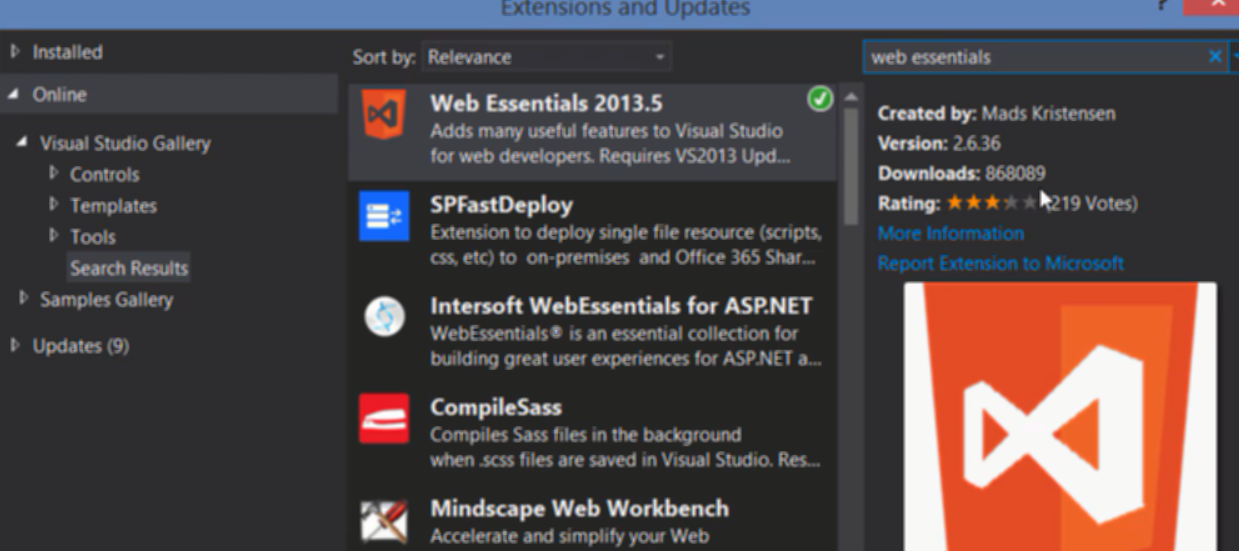 Extensions and Updates
?
Installed
Online
Visual Studio Gallery
Controls
Templates
Tools
Search Results
Samples Gallery
Updates (9)
Sort by: Relevance
Web Essentials 2013.5
Adds many useful features to Visual Studio
for web developers. Requires VS2013 Upd...
SPFastDeploy
Extension to deploy single file resource (scripts,
css, etc) to on-premises and Office 365 Shar...
Intersoft WebEssentials for ASP.NET
WebEssentials® is an essential collection for
building great user experiences for ASP.NET a...
CompileSass
Compiles Sass files in the background
when .scss files are saved in Visual Studio. Res...
Mindscape Web Workbench
Accelerate and simplify your Web
web essentials
Created by: Mads Kristensen
Version: 2.6.36
Downloads: 868089
Rating: (219 Votes)
More Information
Report Extension to Microsoft